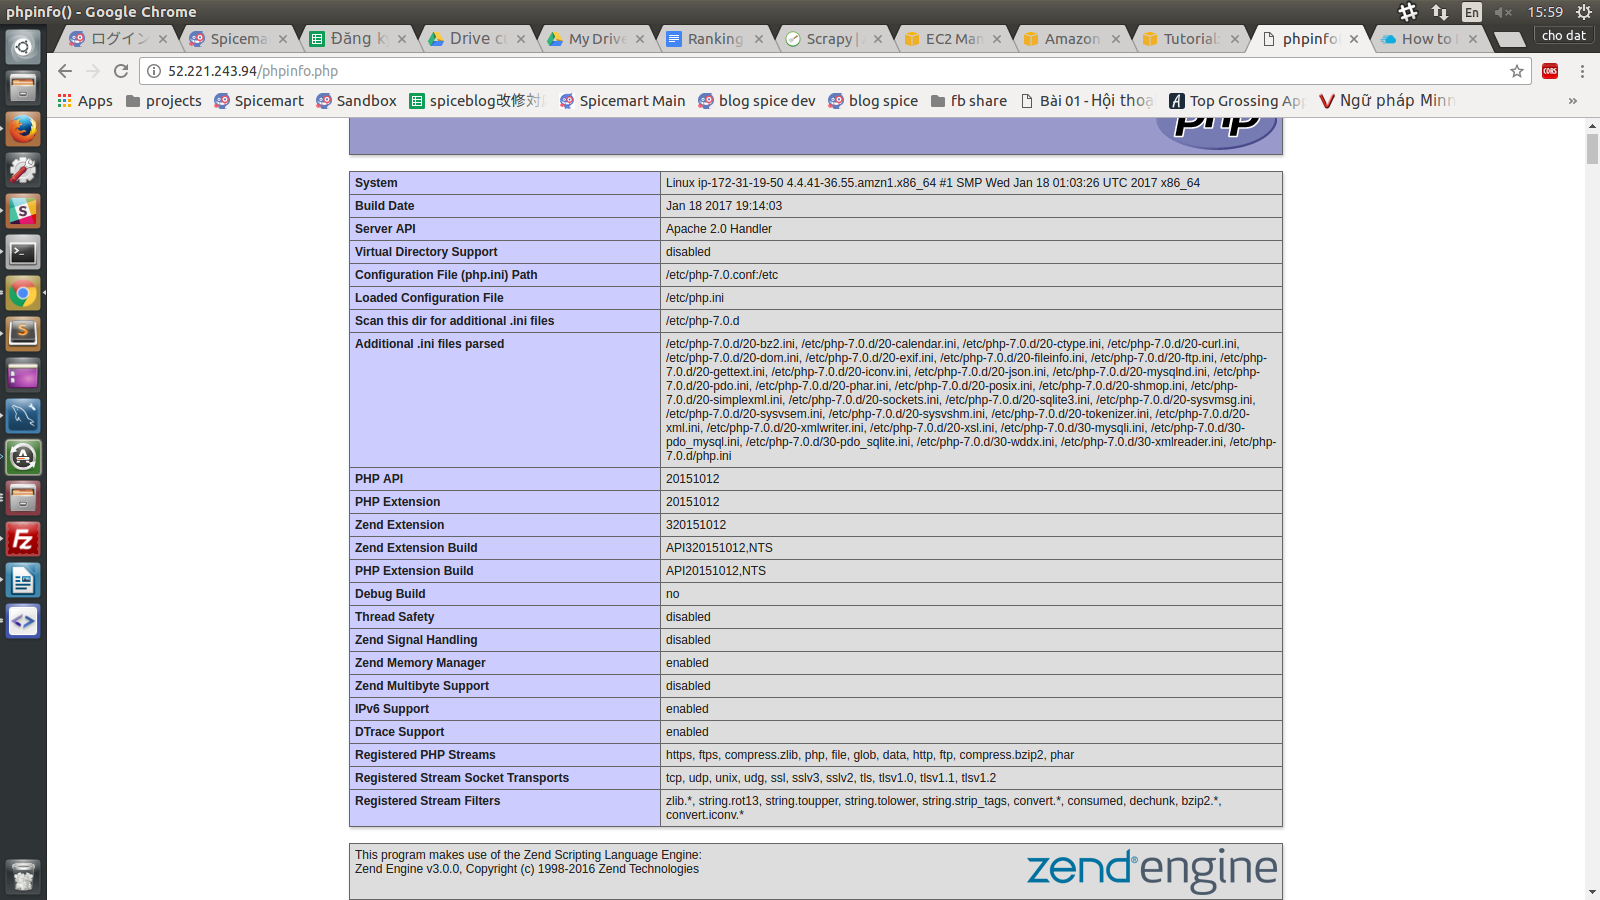 phpinfo() - Google Chrome
En
15:59
ログイン
Spicema
Đăng k
Drive c
My Drive
Ranking
Scrapy |
EC2 Man
Amazon
Tutorial
phpinfo
How to
cho dat
52.221.243.94/phpinfo.php
CORS
Apps
projects
Spicemart
Sandbox
spiceblog改修対
Spicemart Main
blog spice dev
blog spice
fb share
Bài 01 - Hội thoạ
Top Grossing Ap
Ngữ pháp Minn
»
php
System Linux ip-172-31-19-50 4.4.41-36.55.amzn1.x86_64 #1 SMP Wed Jan 18 01:03:26 UTC 2017 x86_64
Build Date Jan 18 2017 19:14:03
Server API Apache 2.0 Handler
Virtual Directory Support disabled
Configuration File (php.ini) Path /etc/php-7.0.conf:/etc
Loaded Configuration File /etc/php.ini
Scan this dir for additional .ini files /etc/php-7.0.d
Additional .ini files parsed /etc/php-7.0.d/20-bz2.ini, /etc/php-7.0.d/20-calendar.ini, /etc/php-7.0.d/20-ctype.ini, /etc/php-7.0.d/20-curl.ini,
/etc/php-7.0.d/20-dom.ini, /etc/php-7.0.d/20-exif.ini, /etc/php-7.0.d/20-fileinfo.ini, /etc/php-7.0.d/20-ftp.ini, /etc/php-
7.0.d/20-gettext.ini, /etc/php-7.0.d/20-iconv.ini, /etc/php-7.0.d/20-json.ini, /etc/php-7.0.d/20-mysqlnd.ini, /etc/php-
7.0.d/20-pdo.ini, /etc/php-7.0.d/20-phar.ini, /etc/php-7.0.d/20-posix.ini, /etc/php-7.0.d/20-shmop.ini, /etc/php-
7.0.d/20-simplexml.ini, /etc/php-7.0.d/20-sockets.ini, /etc/php-7.0.d/20-sqlite3.ini, /etc/php-7.0.d/20-sysvmsg.ini,
/etc/php-7.0.d/20-sysvsem.ini, /etc/php-7.0.d/20-sysvshm.ini, /etc/php-7.0.d/20-tokenizer.ini, /etc/php-7.0.d/20-
xml.ini, /etc/php-7.0.d/20-xmlwriter.ini, /etc/php-7.0.d/20-xsl.ini, /etc/php-7.0.d/30-mysqli.ini, /etc/php-7.0.d/30-
pdo_mysql.ini, /etc/php-7.0.d/30-pdo_sqlite.ini, /etc/php-7.0.d/30-wddx.ini, /etc/php-7.0.d/30-xmlreader.ini, /etc/php-
7.0.d/php.ini
PHP API 20151012
PHP Extension 20151012
Zend Extension 320151012
Zend Extension Build API320151012,NTS
PHP Extension Build API20151012,NTS
Debug Build no
Thread Safety disabled
Zend Signal Handling disabled
Zend Memory Manager enabled
Zend Multibyte Support disabled
IPv6 Support enabled
DTrace Support enabled
Registered PHP Streams https, ftps, compress.zlib, php, file, glob, data, http, ftp, compress.bzip2, phar
Registered Stream Socket Transports tcp, udp, unix, udg, ssl, sslv3, sslv2, tls, tlsv1.0, tlsv1.1, tlsv1.2
Registered Stream Filters zlib.*, string.rot13, string.toupper, string.tolower, string.strip_tags, convert.*, consumed, dechunk, bzip2.*,
convert.iconv.*
This program makes use of the Zend Scripting Language Engine:
Zend Engine v3.0.0, Copyright (c) 1998-2016 Zend Technologies
zend® engine